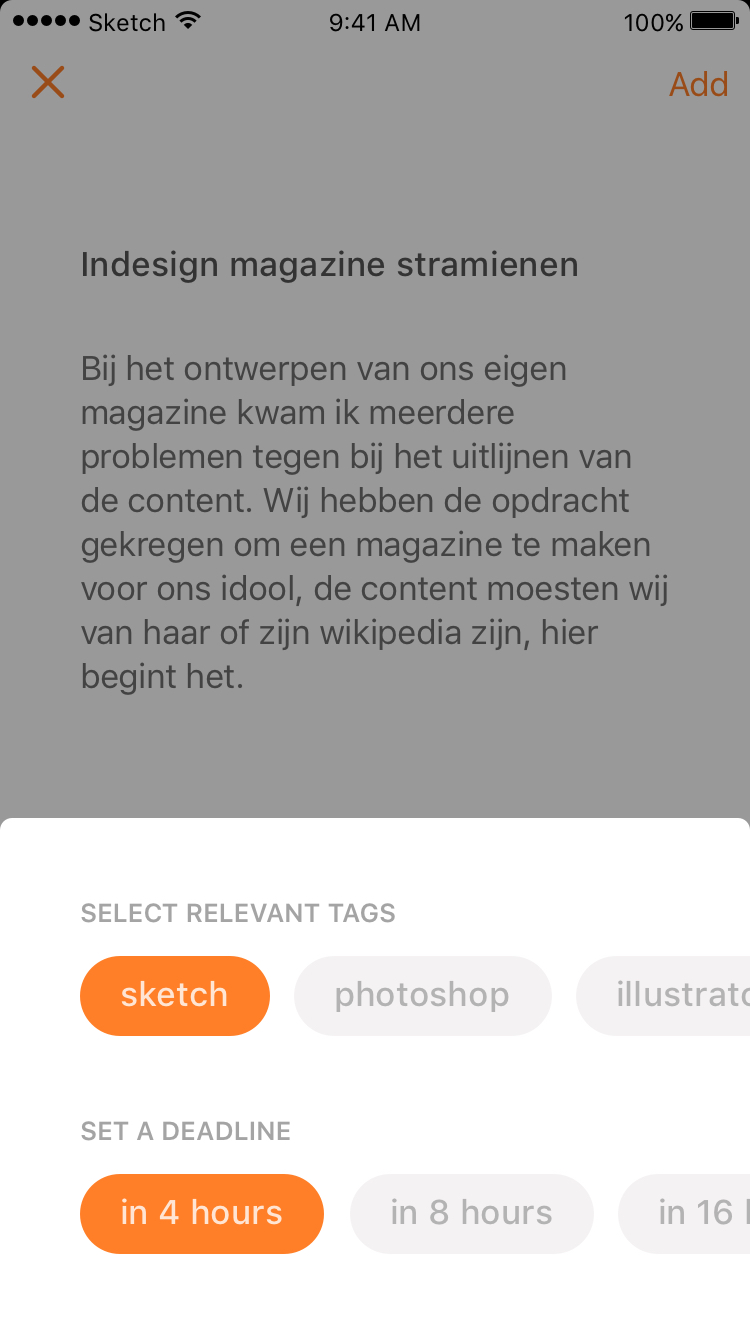 Sketch 9:41 AM 100%
Add
Indesign magazine stramienen
Bij het ontwerpen van ons eigen
magazine kwam ik meerdere
problemen tegen bij het uitlijnen van
de content. Wij hebben de opdracht
gekregen om een magazine te maken
voor ons idool, de content moesten wij
van haar of zijn wikipedia zijn, hier
begint het.
SELECT RELEVANT TAGS
sketch photoshop
SET A DEADLINE
in 4 hours in 8 hours in 16